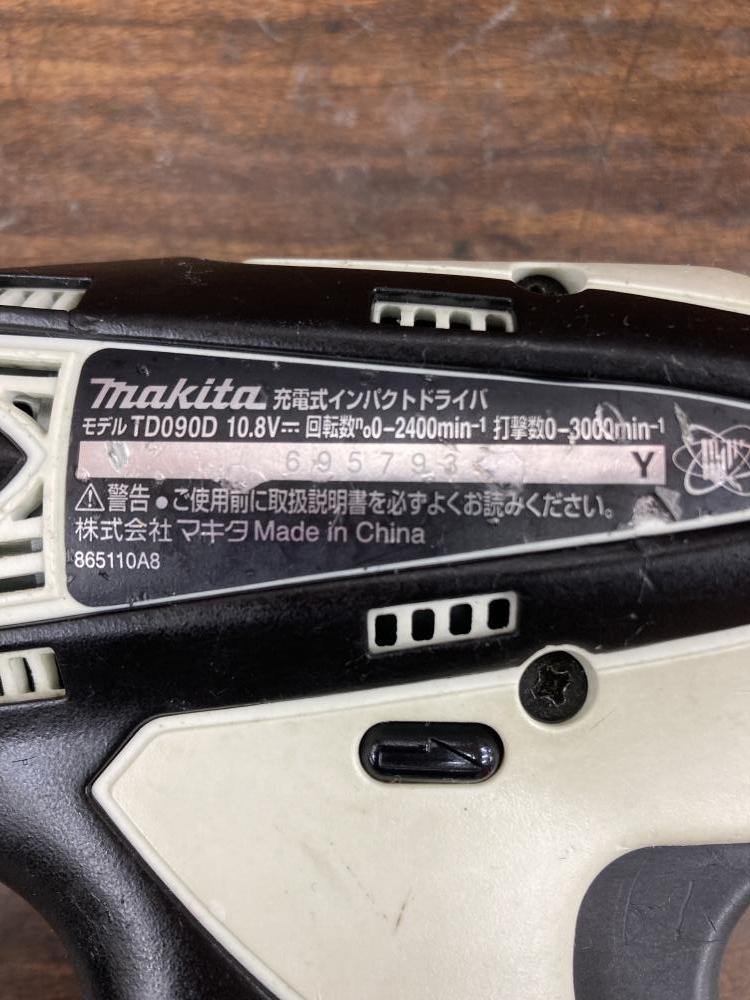 makita 充電式インパクトドライバ
モデル TD090D 10.8V⎓ 回転数n₀0-2400min⁻¹ 打撃数0-3000min⁻¹
695793 Y
⚠警告●ご使用前に取扱説明書を必ずよくお読みください。
株式会社 マキタ Made in China
865110A8